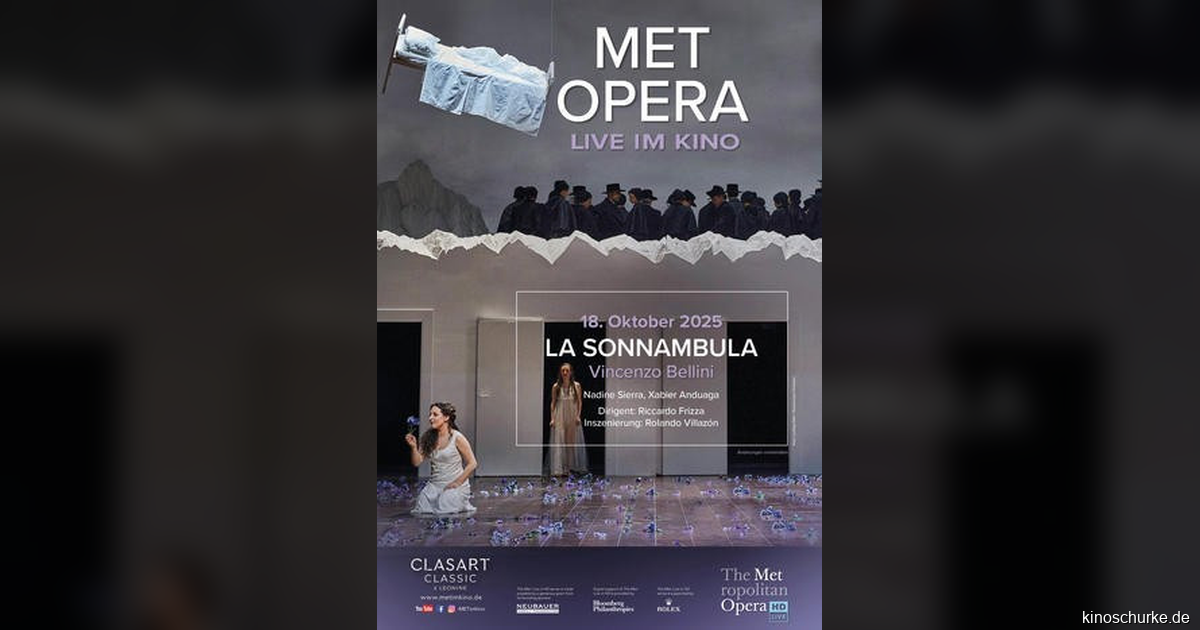 MET
OPERA
LIVE IM KINO
18. Oktober 2025
LA SONNAMBULA
Vincenzo Bellini
Nadine Sierra, Xabier Anduaga
Dirigent: Riccardo Frizza
Inszenierung: Rolando Villazón
CLASART
CLASSIC
www.metimkino.de
YouTube
METimKino
NEUBAUER
Bloomberg
Philanthropies
ROLEX
The Met
ropolitan
Opera HD
LIVE
kinoschurke.de